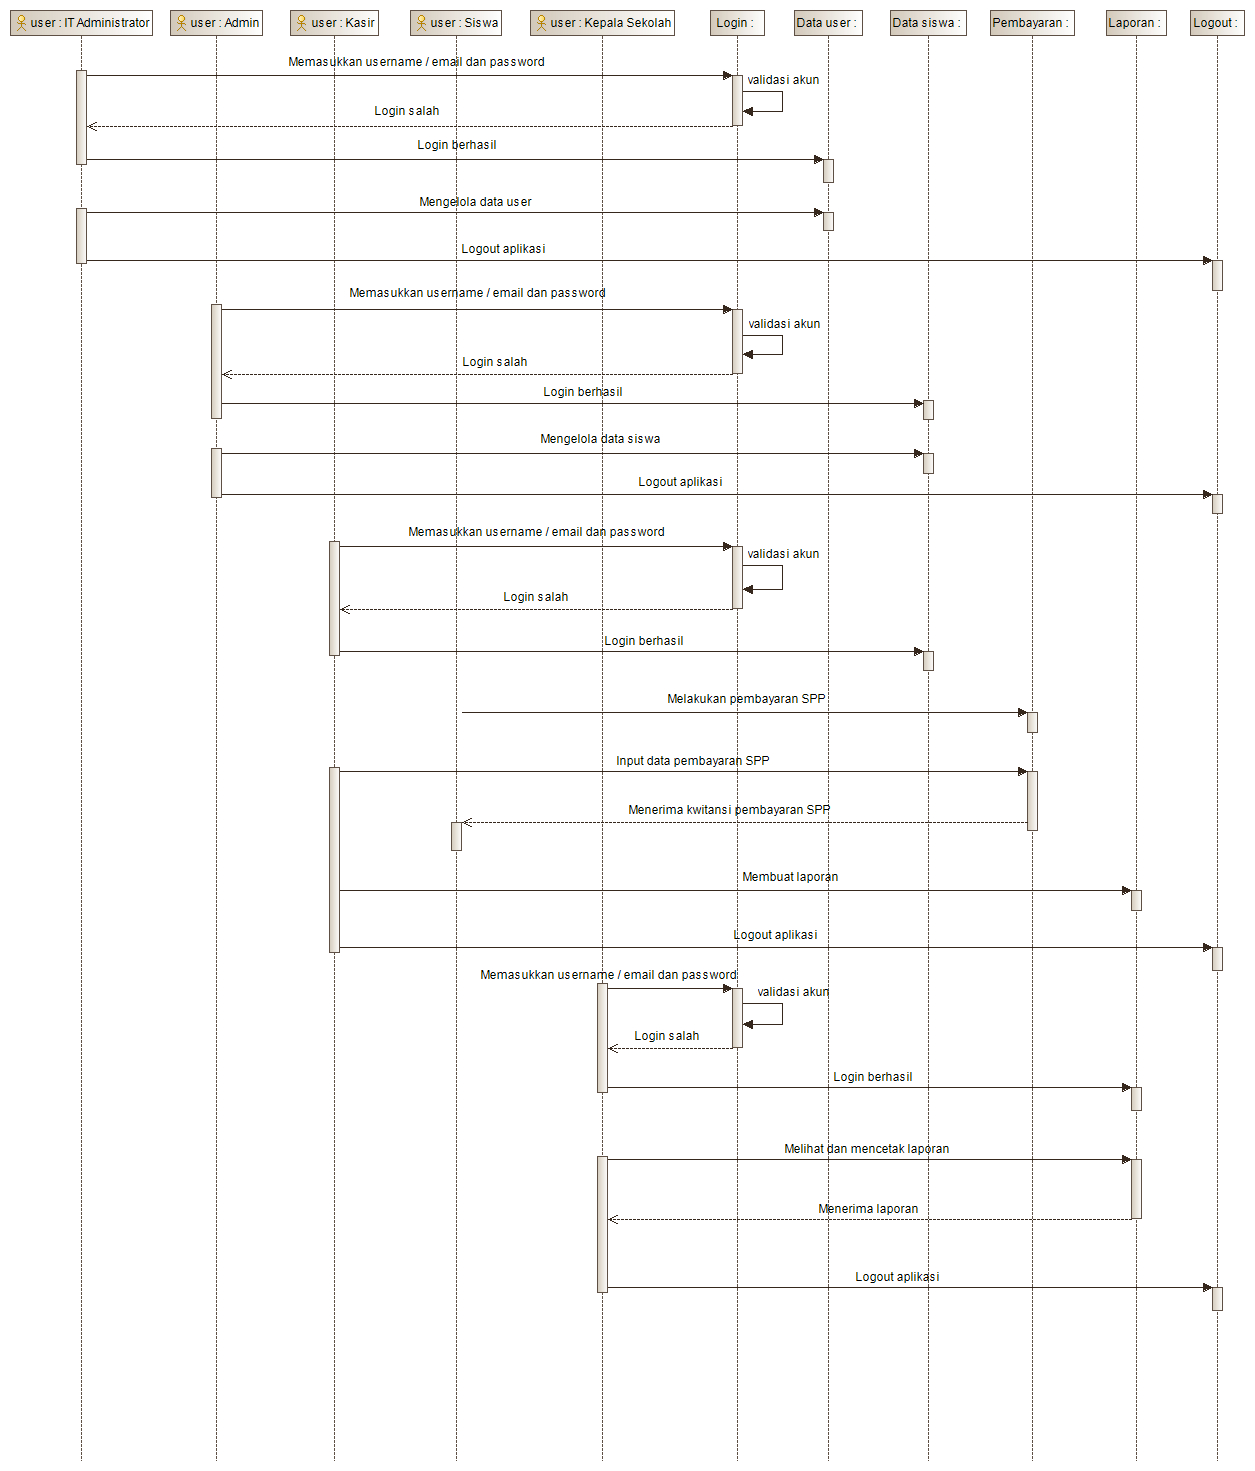 user : IT Administrator
user : Admin
user : Kasir
user : Siswa
user : Kepala Sekolah
Login :
Data user :
Data siswa :
Pembayaran :
Laporan :
Logout :
Memasukkan username / email dan password
validasi akun
Login salah
Login berhasil
Mengelola data user
Logout aplikasi
Memasukkan username / email dan password
validasi akun
Login salah
Login berhasil
Mengelola data siswa
Logout aplikasi
Memasukkan username / email dan password
validasi akun
Login salah
Login berhasil
Melakukan pembayaran SPP
Input data pembayaran SPP
Menerima kwitansi pembayaran SPP
Membuat laporan
Logout aplikasi
Memasukkan username / email dan password
validasi akun
Login salah
Login berhasil
Melihat dan mencetak laporan
Menerima laporan
Logout aplikasi